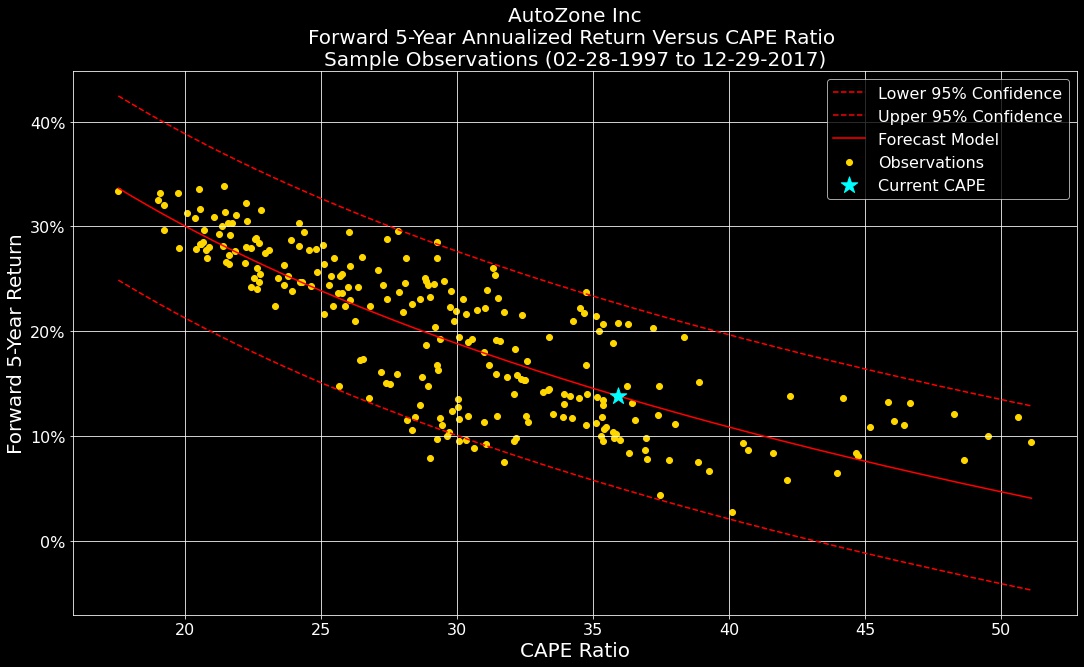 AutoZone Inc
Forward 5-Year Annualized Return Versus CAPE Ratio
Sample Observations (02-28-1997 to 12-29-2017)
Lower 95% Confidence
Upper 95% Confidence
Forecast Model
Observations
Current CAPE
Forward 5-Year Return
40%
30%
20%
10%
0%
20 25 30 35 40 45 50
CAPE Ratio